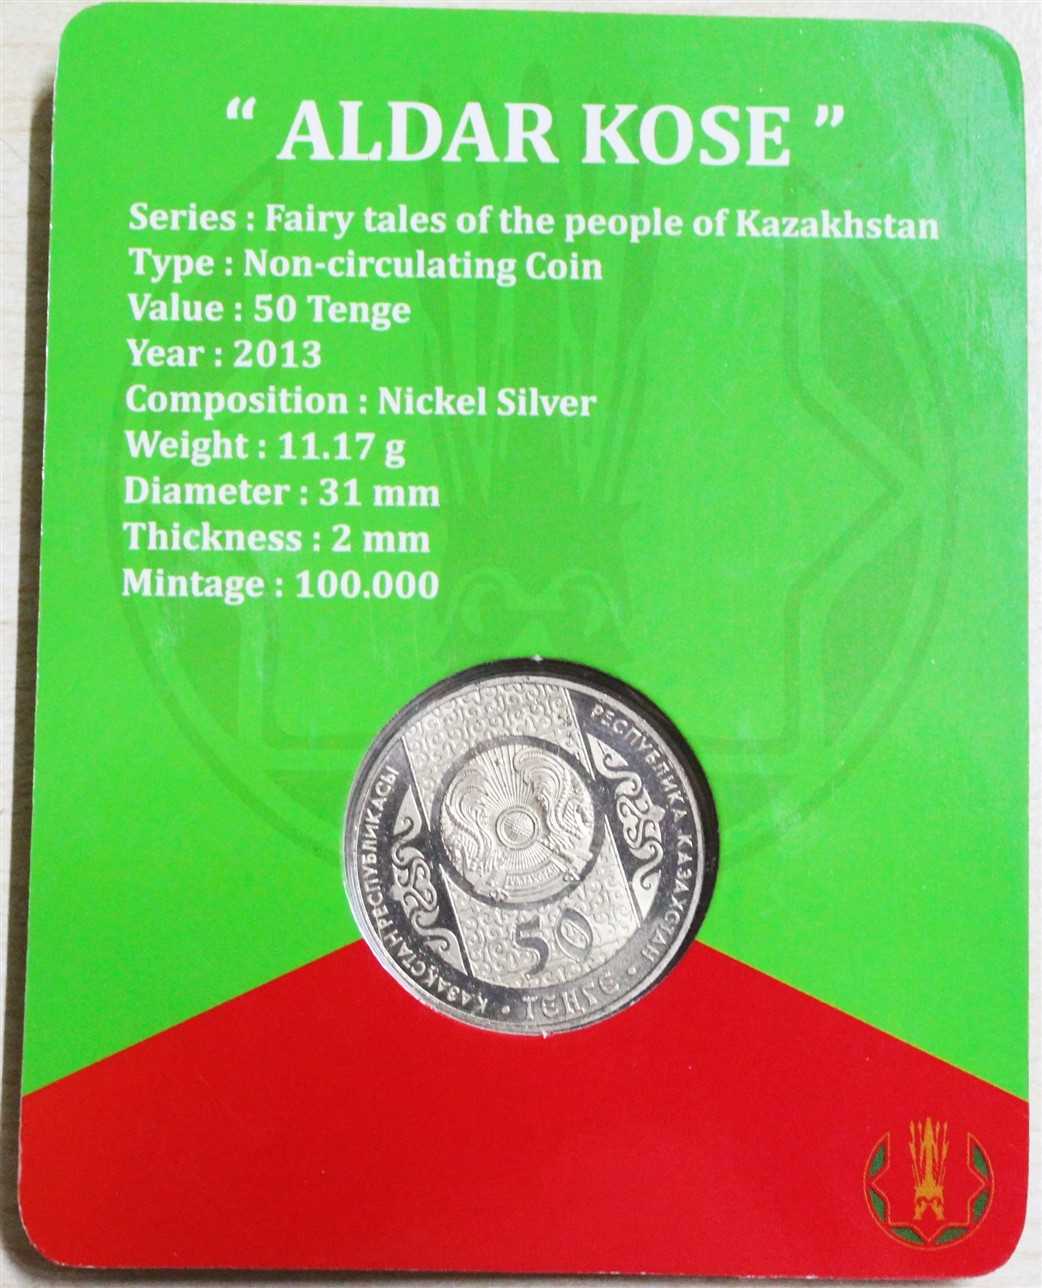 “ ALDAR KOSE ”
Series : Fairy tales of the people of Kazakhstan
Type : Non-circulating Coin
Value : 50 Tenge
Year : 2013
Composition : Nickel Silver
Weight : 11.17 g
Diameter : 31 mm
Thickness : 2 mm
Mintage : 100.000
ҚАЗАҚСТАН РЕСПУБЛИКАСЫ
РЕСПУБЛИКА КАЗАХСТАН
50
• ТЕҢГЕ •